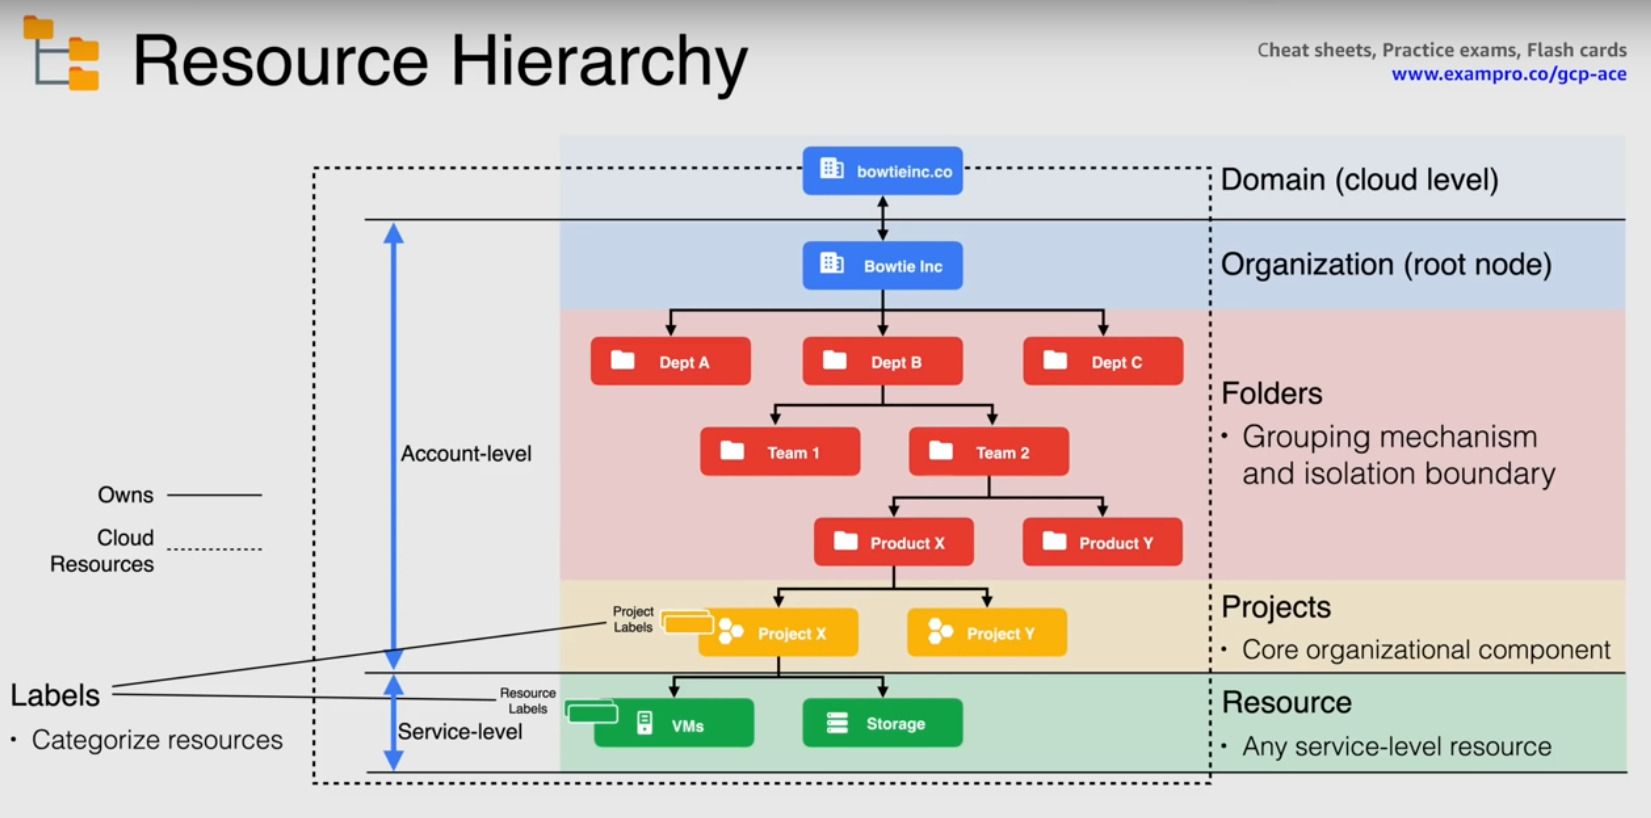 Resource Hierarchy
Cheat sheets, Practice exams, Flash cards
www.exampro.co/gcp-ace
bowtieinc.co
Domain (cloud level)
Bowtie Inc
Organization (root node)
Dept A
Dept B
Dept C
Folders
• Grouping mechanism
and isolation boundary
Team 1
Team 2
Account-level
Owns
Cloud
Resources
Product X
Product Y
Project
Labels
Project X
Project Y
Projects
• Core organizational component
Labels
• Categorize resources
Resource
Labels
Service-level
VMs
Storage
Resource
• Any service-level resource